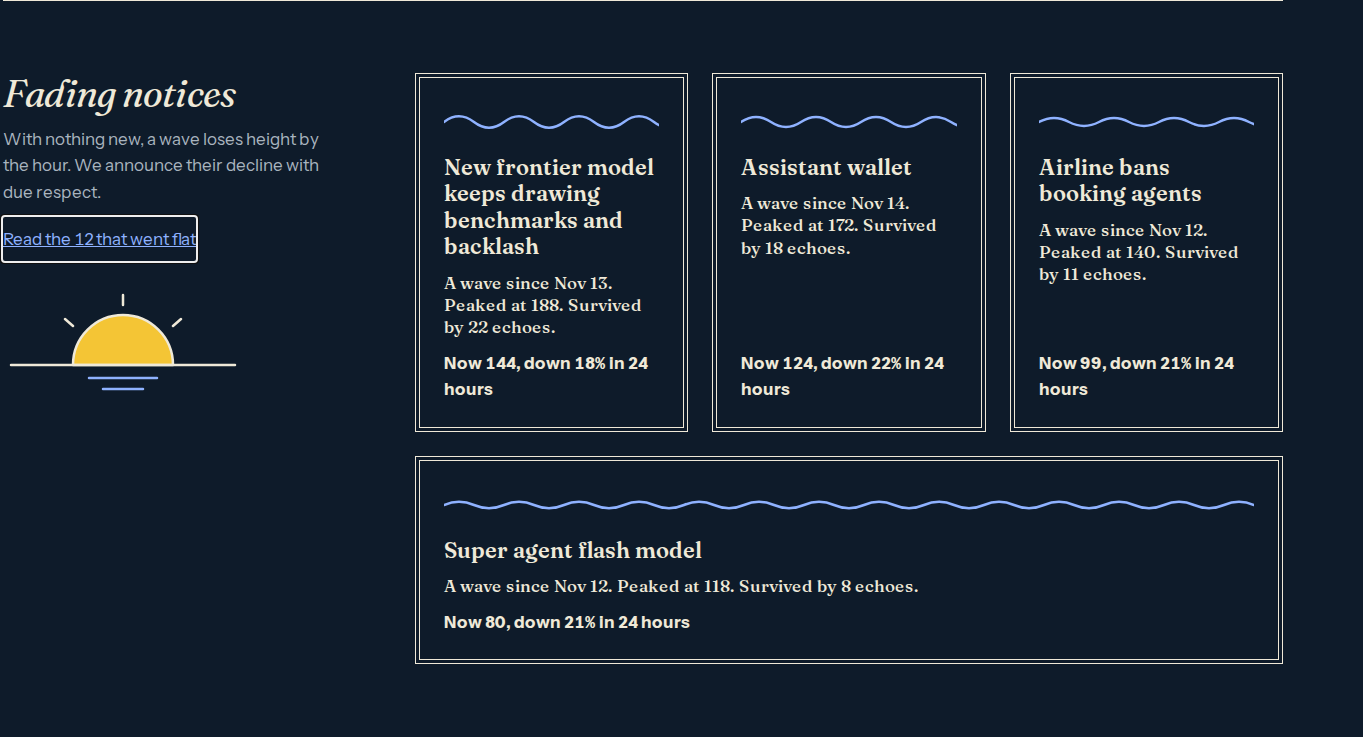 Fading notices
With nothing new, a wave loses height by
the hour. We announce their decline with
due respect.
Read the 12 that went flat
New frontier model
keeps drawing
benchmarks and
backlash
A wave since Nov 13.
Peaked at 188. Survived
by 22 echoes.
Now 144, down 18% in 24
hours
Assistant wallet
A wave since Nov 14.
Peaked at 172. Survived
by 18 echoes.
Now 124, down 22% in 24
hours
Airline bans
booking agents
A wave since Nov 12.
Peaked at 140. Survived
by 11 echoes.
Now 99, down 21% in 24
hours
Super agent flash model
A wave since Nov 12. Peaked at 118. Survived by 8 echoes.
Now 80, down 21% in 24 hours